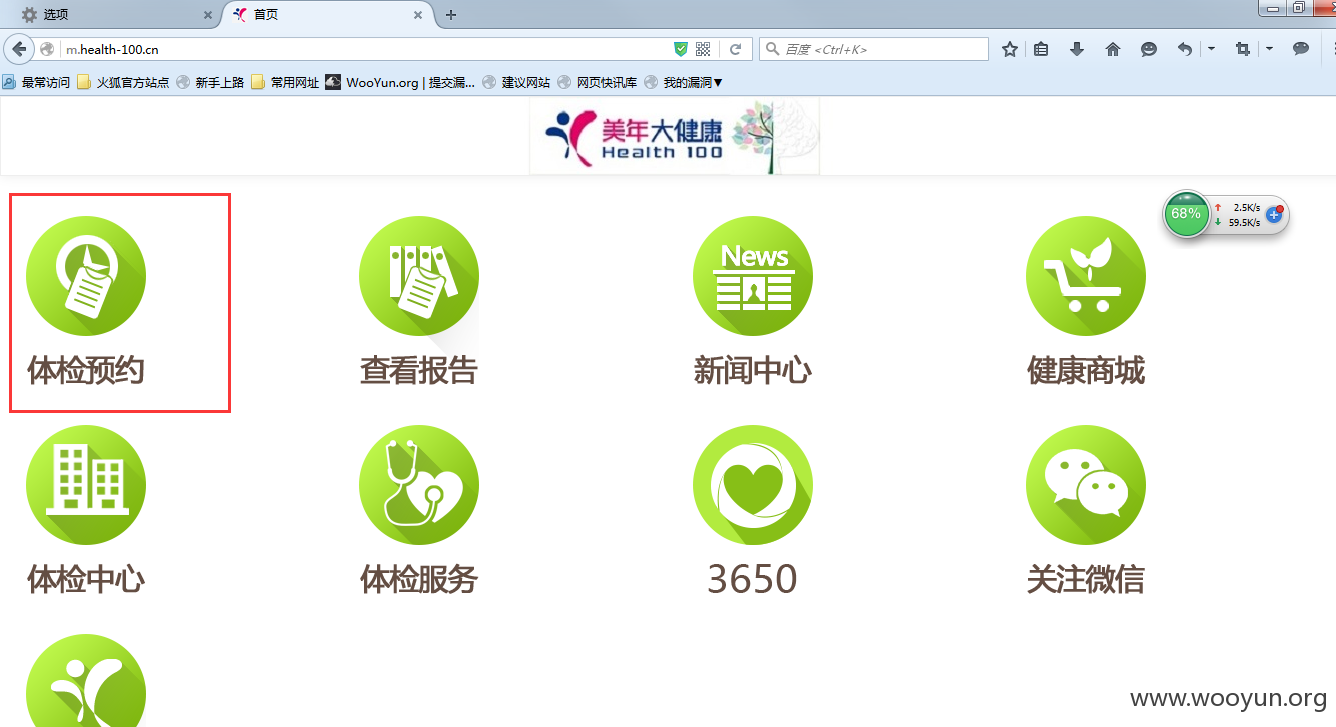 选项
首页
m.health-100.cn
百度 <Ctrl+K>
最常访问 火狐官方站点 新手上路 常用网址 WooYun.org | 提交漏... 建议网站 网页快讯库 我的漏洞▼
美年大健康
Health 100
68%
2.5K/s
59.5K/s
News
体检预约 查看报告 新闻中心 健康商城
体检中心 体检服务 3650 关注微信
www.wooyun.org